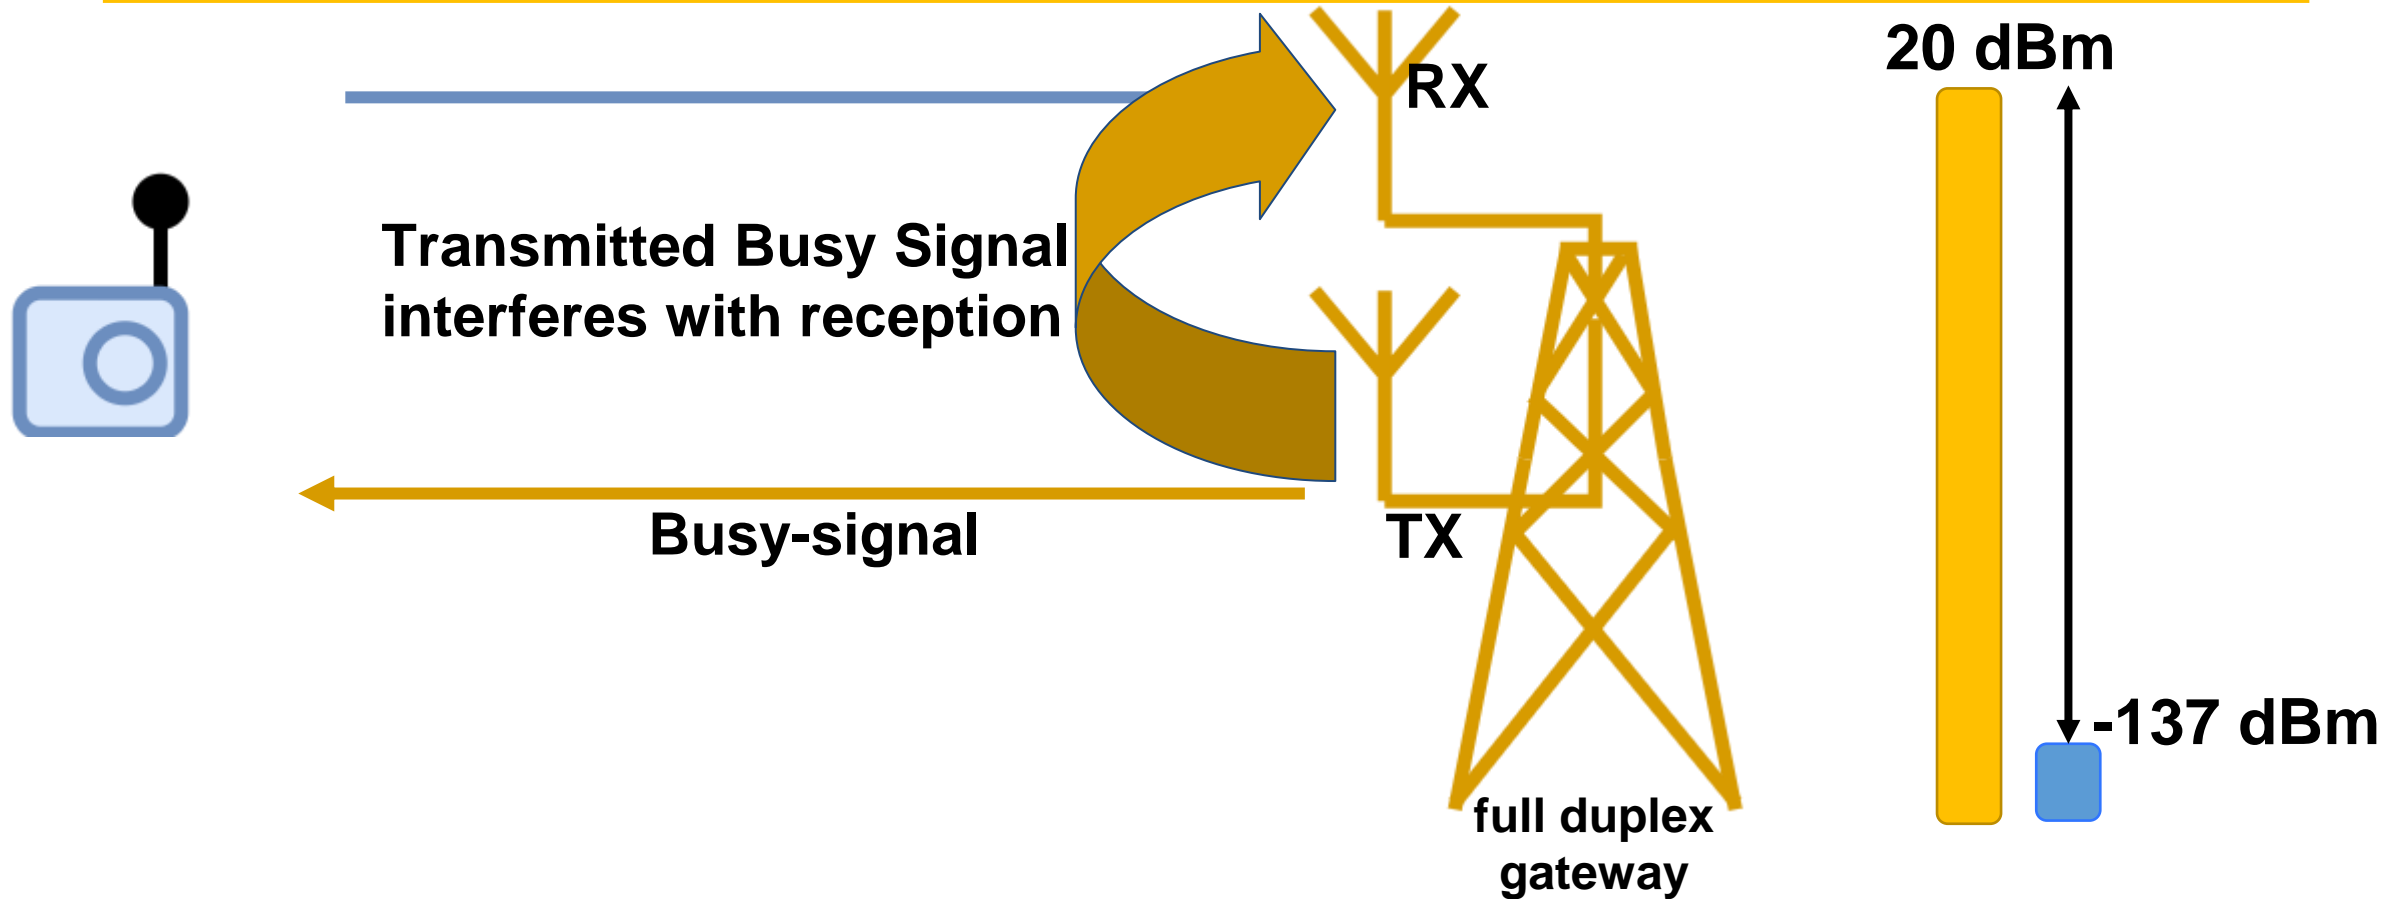 20 dBm
RX
Transmitted Busy Signal
interferes with reception
Busy-signal
TX
-137 dBm
full duplex
gateway